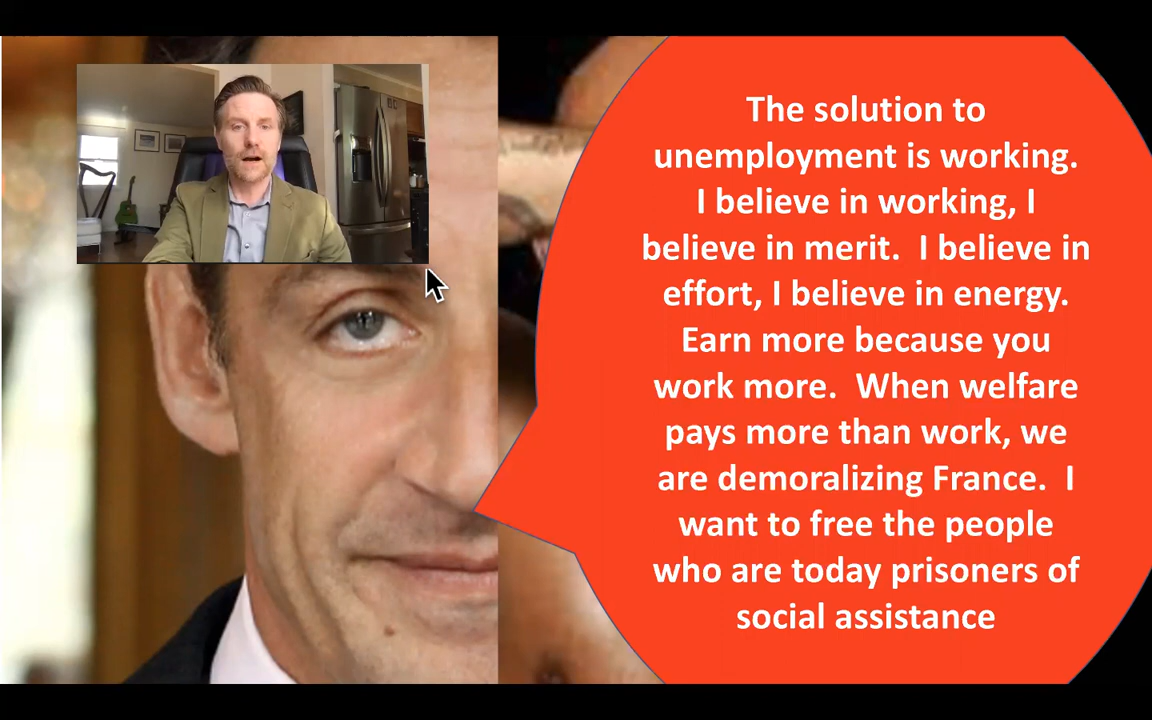 The solution to
unemployment is working.
I believe in working, I
believe in merit.  I believe in
effort, I believe in energy.
Earn more because you
work more.  When welfare
pays more than work, we
are demoralizing France.  I
want to free the people
who are today prisoners of
social assistance